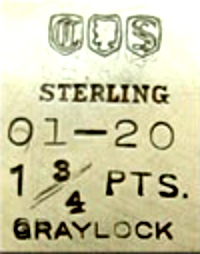 STERLING
01-20
1 3/4 PTS.
GRAYLOCK